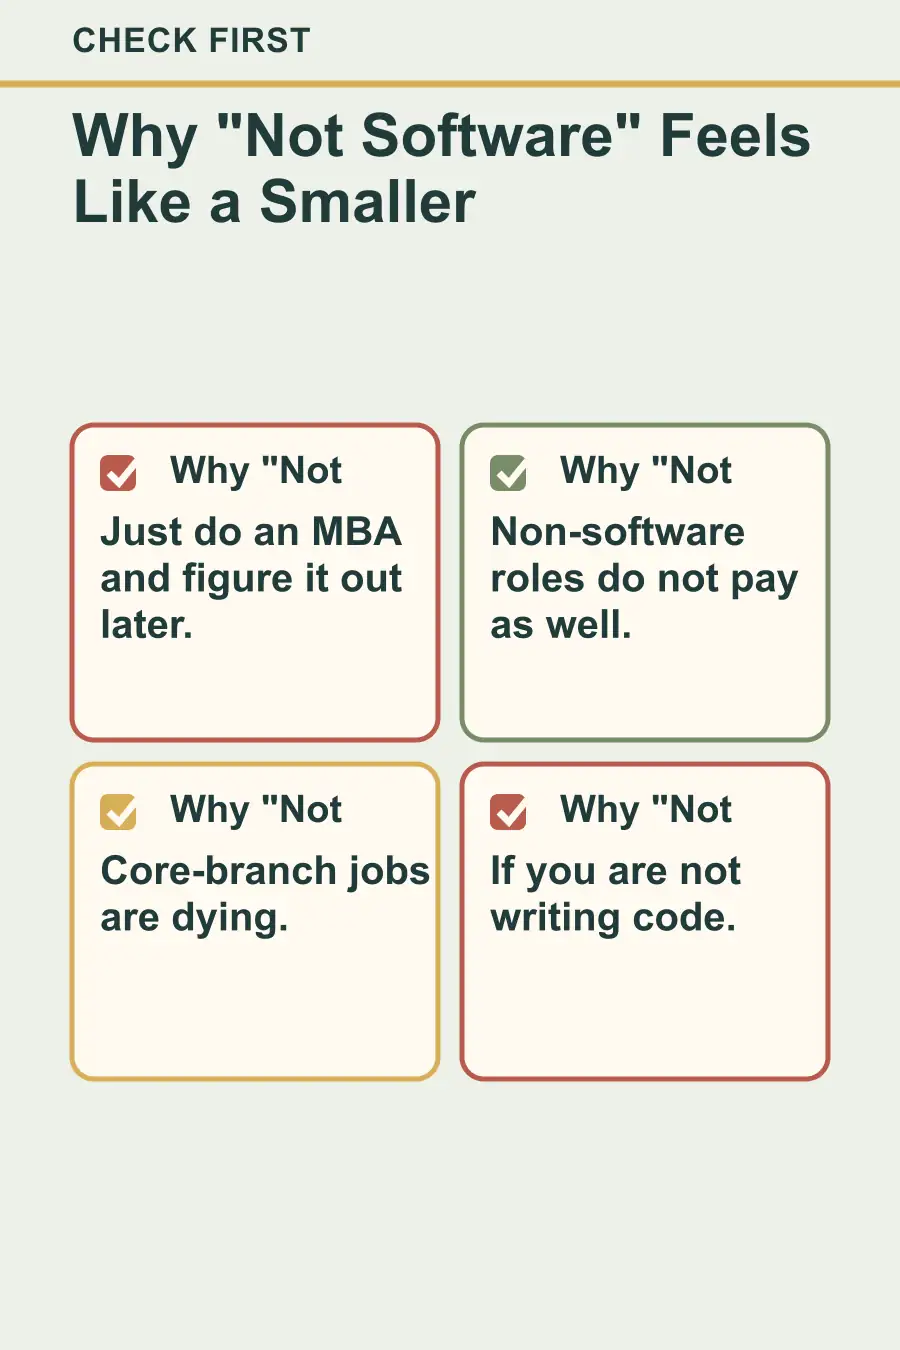 CHECK FIRST
Why "Not Software" Feels
Like a Smaller
Why "Not
Just do an MBA
and figure it out
later.
Why "Not
Non-software
roles do not pay
as well.
Why "Not
Core-branch jobs
are dying.
Why "Not
If you are not
writing code.